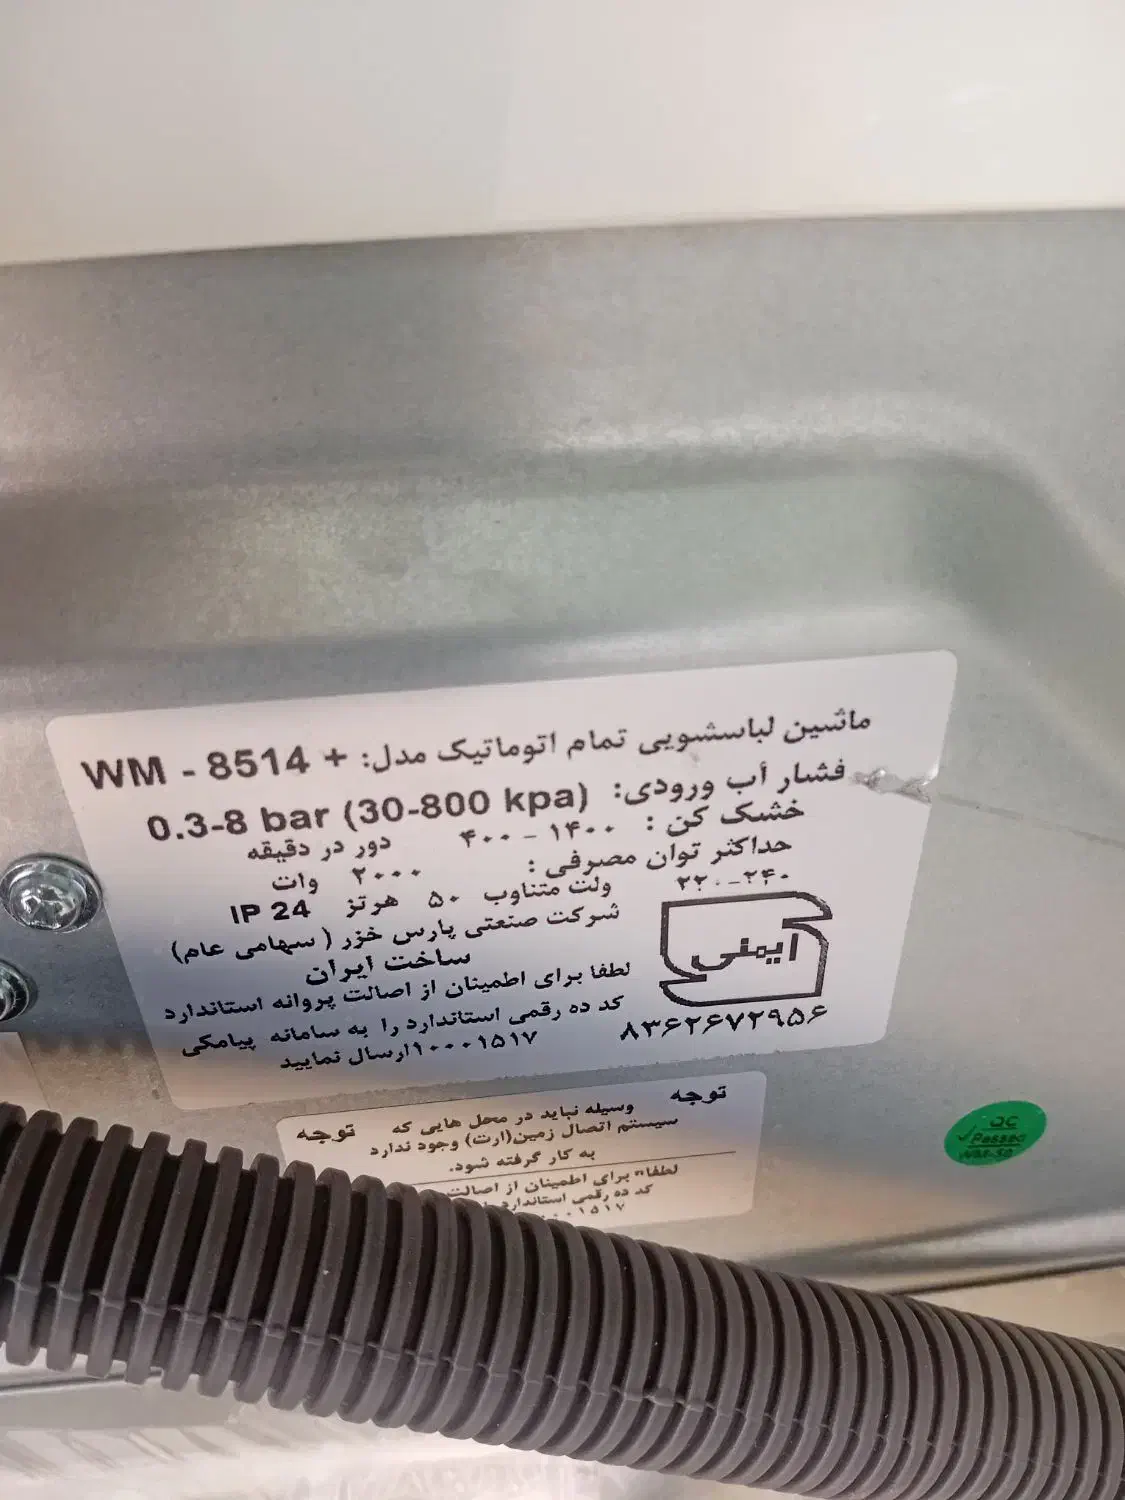 ماشین لباسشویی تمام اتوماتیک مدل: WM - 8514 +
فشار آب ورودی: 0.3-8 bar (30-800 kpa)
خشک کن : ۱۴۰۰ - ۴۰۰ دور در دقیقه
حداکثر توان مصرفی : ۲۰۰۰ وات
۲۲۰-۲۴۰ ولت متناوب ۵۰ هرتز IP 24
شرکت صنعتی پارس خزر ( سهامی عام)
ساخت ایران
ایمنی
لطفا برای اطمینان از اصالت پروانه استاندارد
کد ده رقمی استاندارد را به سامانه پیامکی
۱۰۰۰۱۵۱۷ارسال نمایید
۸۳۶۲۶۷۲۹۵۶
توجه توجه
وسیله نباید در محل هایی که
سیستم اتصال زمین(ارت) وجود ندارد
به کار گرفته شود.
لطفا" برای اطمینان از اصالت
کد ده رقمی استاندارد
QC
Passed